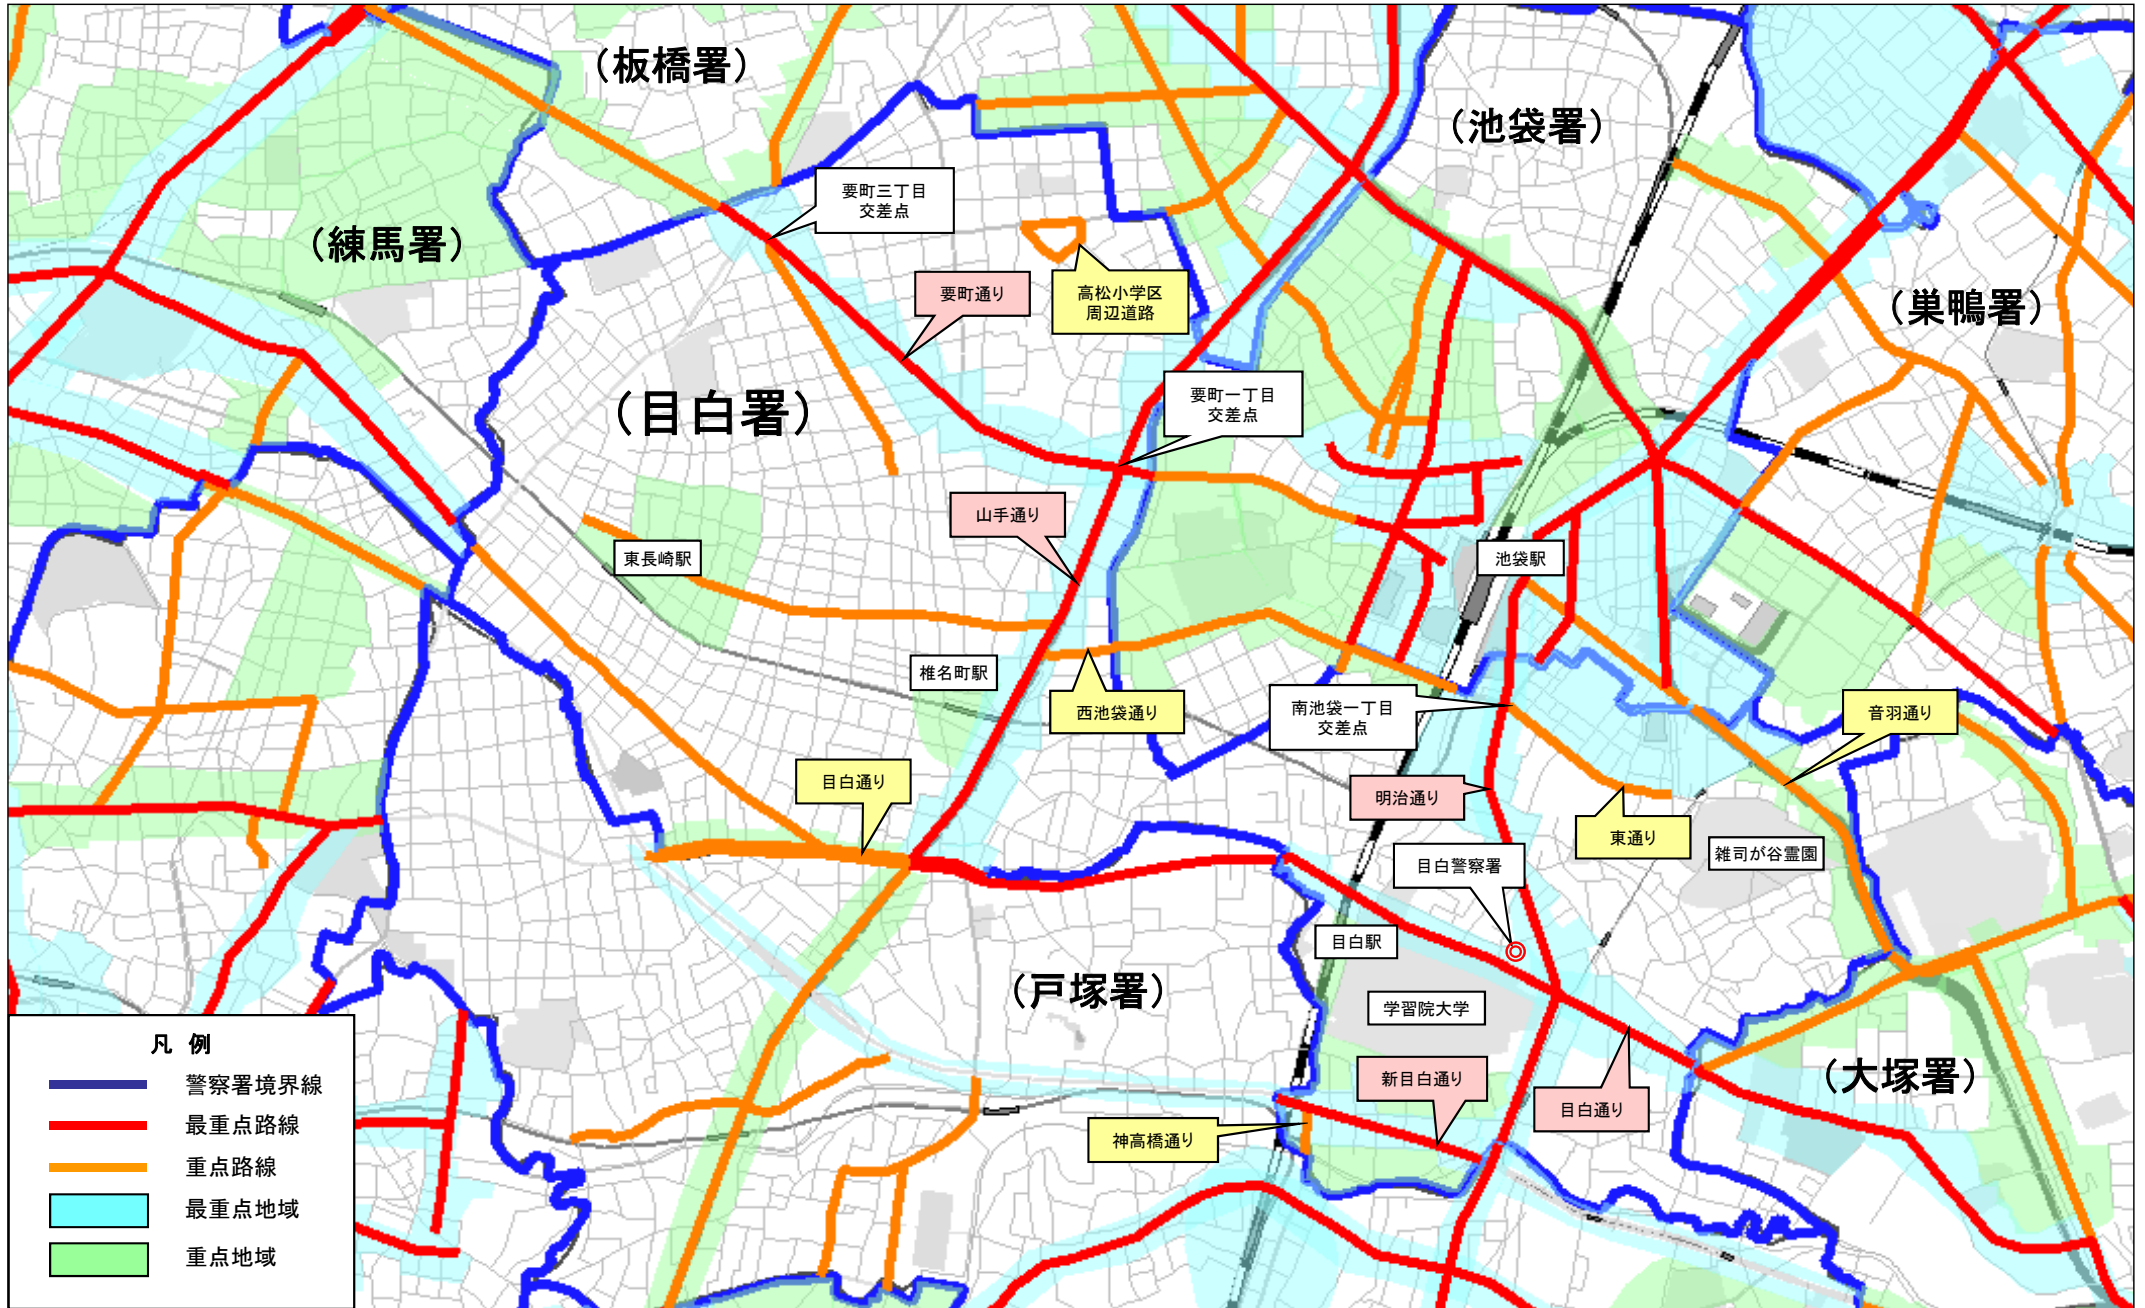 （板橋署）
（池袋署）
要町三丁目
交差点
（練馬署）
要町通り
高松小学区
周辺道路
（巣鴨署）
（目白署）
要町一丁目
交差点
山手通り
東長崎駅
池袋駅
椎名町駅
西池袋通り
南池袋一丁目
交差点
音羽通り
目白通り
明治通り
東通り
雑司が谷霊園
目白警察署
目白駅
（戸塚署）
学習院大学
新目白通り
目白通り
（大塚署）
神高橋通り
凡 例
警察署境界線
最重点路線
重点路線
最重点地域
重点地域